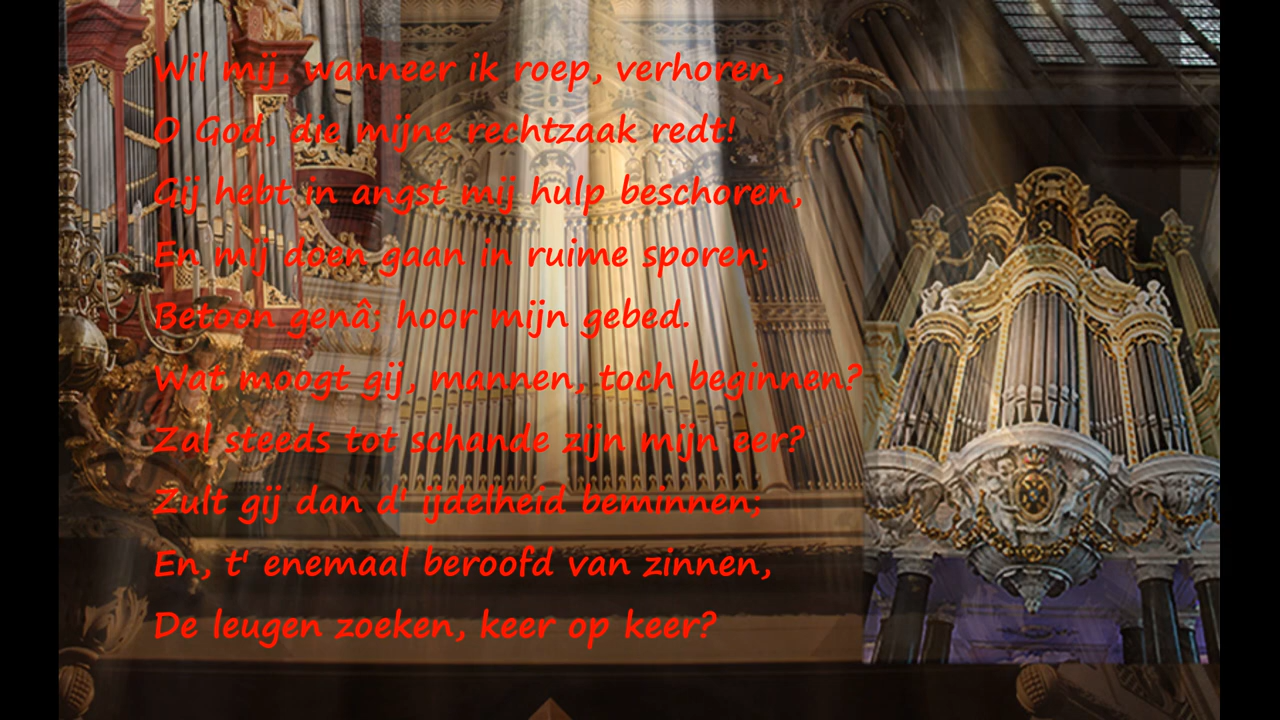 Wil mij, wanneer ik roep, verhoren,
O God, die mijne rechtzaak redt!
Gij hebt in angst mij hulp beschoren,
En mij doen gaan in ruime sporen;
Betoon genâ; hoor mijn gebed.
Wat moogt gij, mannen, toch beginnen?
Zal steeds tot schande zijn mijn eer?
Zult gij dan d' ijdelheid beminnen;
En, t' enemaal beroofd van zinnen,
De leugen zoeken, keer op keer?